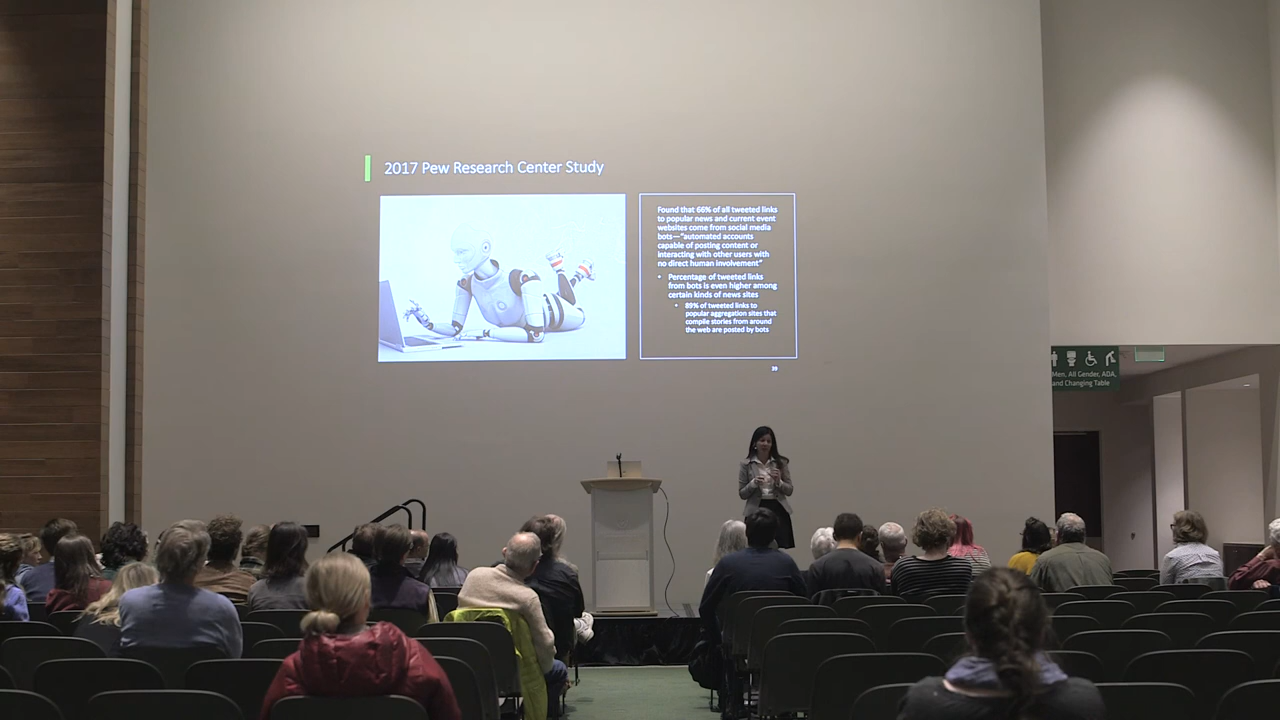 2017 Pew Research Center Study
Found that 66% of all tweeted links
to popular news and current event
websites come from social media
bots—"automated accounts
capable of posting content or
interacting with other users with
no direct human involvement"
• Percentage of tweeted links
from bots is even higher among
certain kinds of news sites
• 89% of tweeted links to
popular aggregation sites that
compile stories from around
the web are posted by bots
39
Men, All Gender, ADA,
and Changing Table